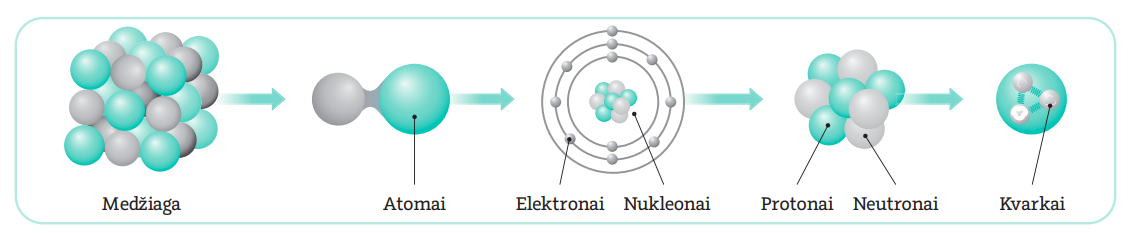 Medžiaga
Atomai
Elektronai
Nukleonai
Protonai
Neutronai
Kvarkai